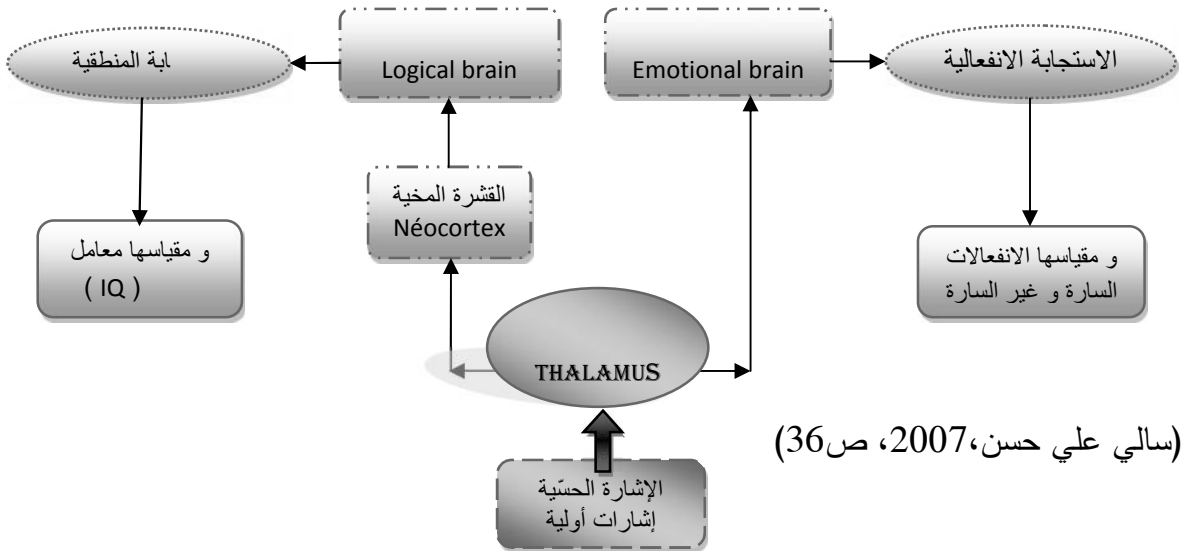 ابة المنطقية
Logical brain
Emotional brain
الاستجابة الانفعالية
القشرة المخية
Néocortex
و مقياسها معامل
( IQ )
و مقياسها الانفعالات
السارة و غير السارة
THALAMUS
(سالي علي حسن،2007، ص36)
الإشارة الحسّية
إشارات أولية